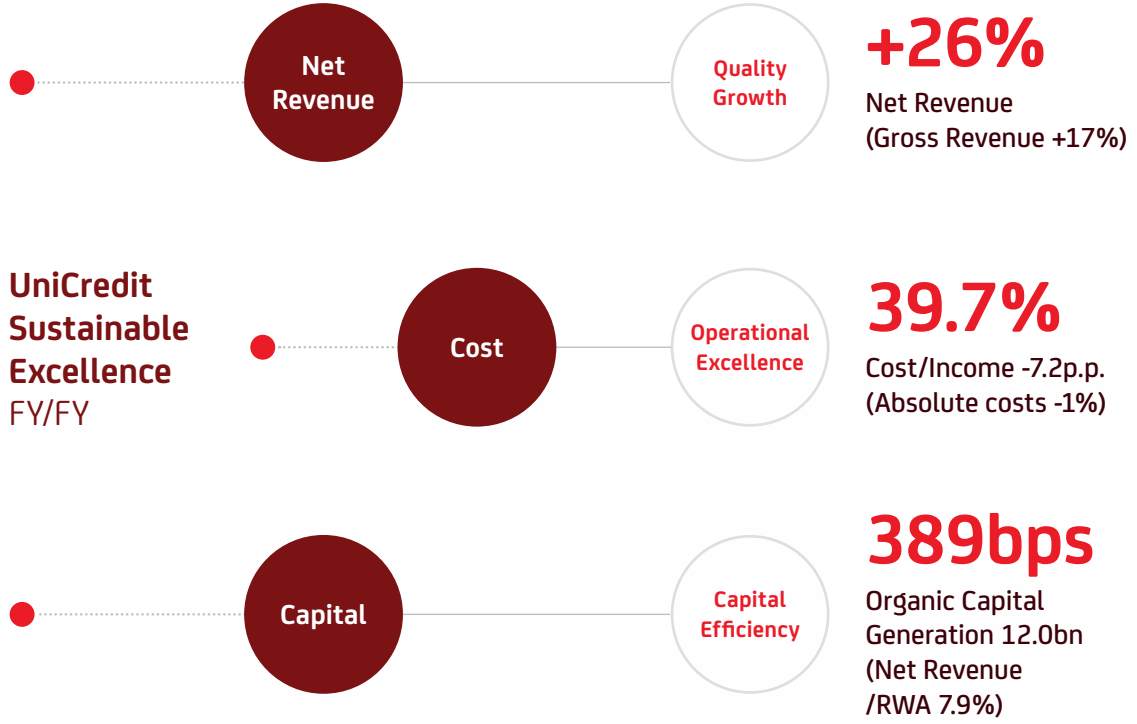 UniCredit
Sustainable
Excellence
FY/FY
Net
Revenue
Quality
Growth
+26%
Net Revenue
(Gross Revenue +17%)
Cost
Operational
Excellence
39.7%
Cost/Income -7.2p.p.
(Absolute costs -1%)
Capital
Capital
Efficiency
389bps
Organic Capital
Generation 12.0bn
(Net Revenue
/RWA 7.9%)